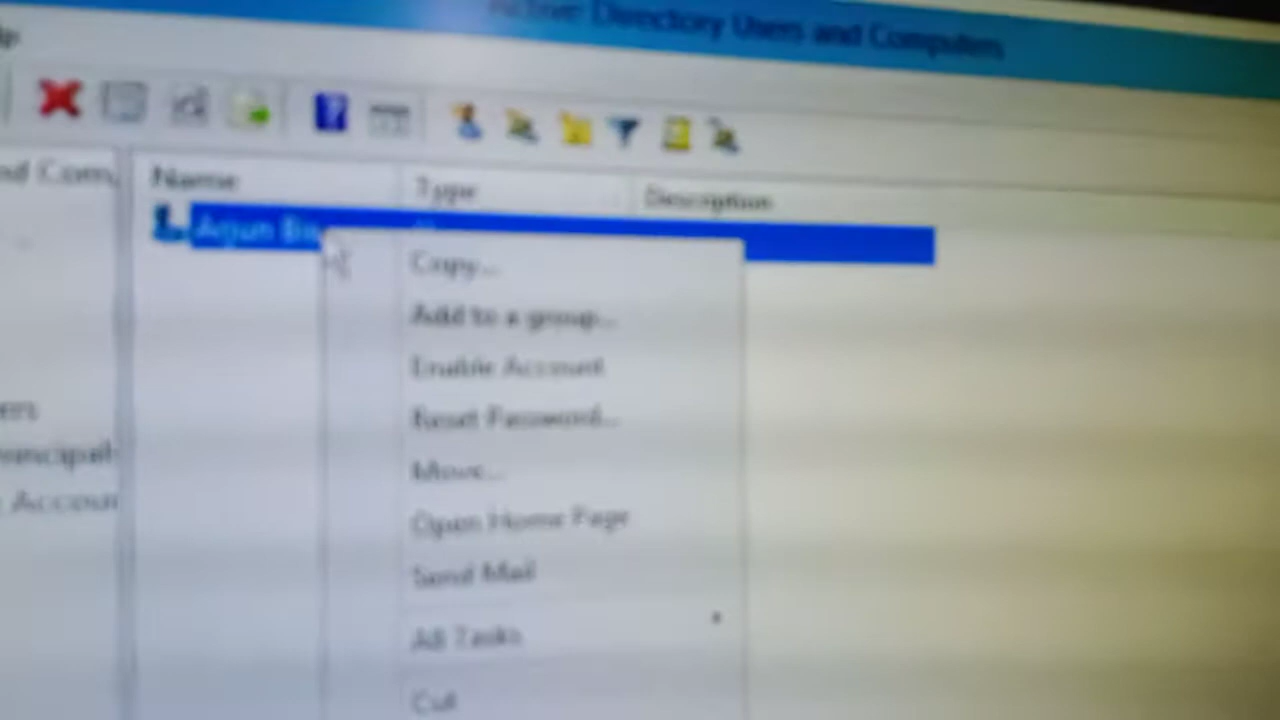 Active Directory Users and Computers
Name Type Description
Arjun
Copy...
Add to a group...
Enable Account
Reset Password...
Move...
Open Home Page
Send Mail
All Tasks
Cut